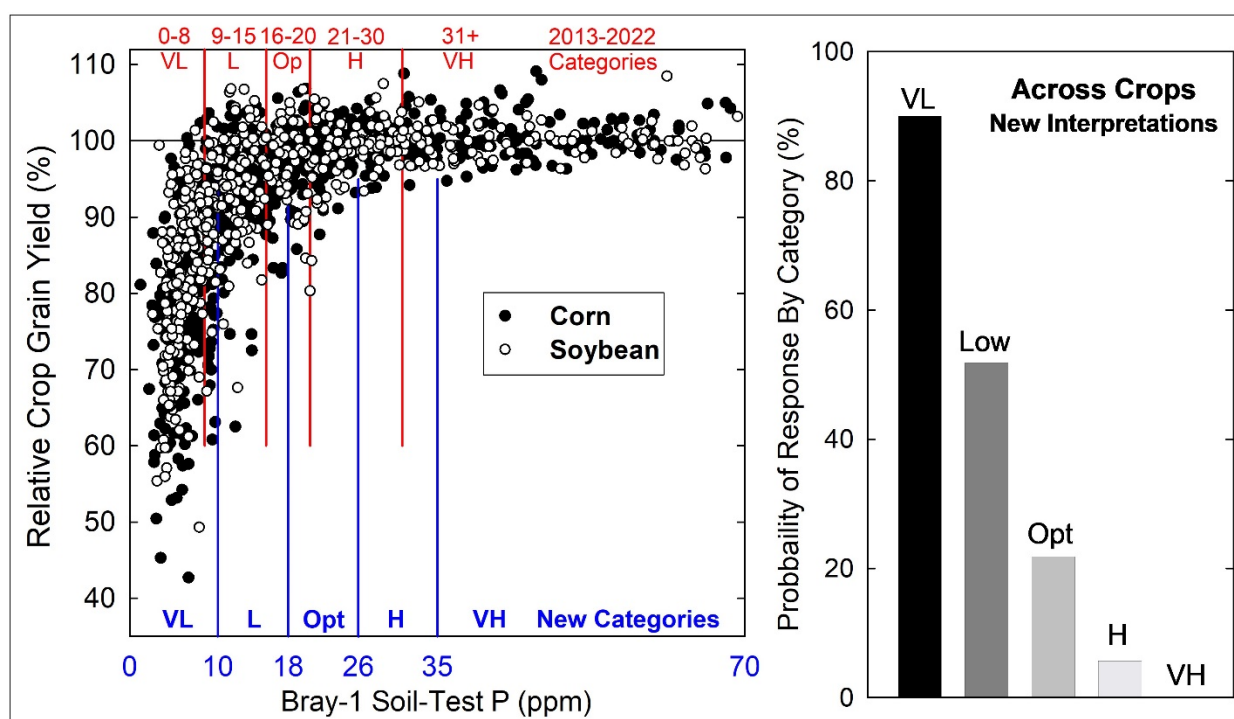 0-8 9-15 16-20 21-30 31+ 2013-2022
VL L Op H VH Categories
110
100
90
80
70
60
50
40
Relative Crop Grain Yield (%)
Corn
Soybean
VL L Opt H VH New Categories
0 10 18 26 35 70
Bray-1 Soil-Test P (ppm)
100
80
60
40
20
0
Probbaility of Response By Category (%)
Across Crops
New Interpretations
VL
Low
Opt
H
VH